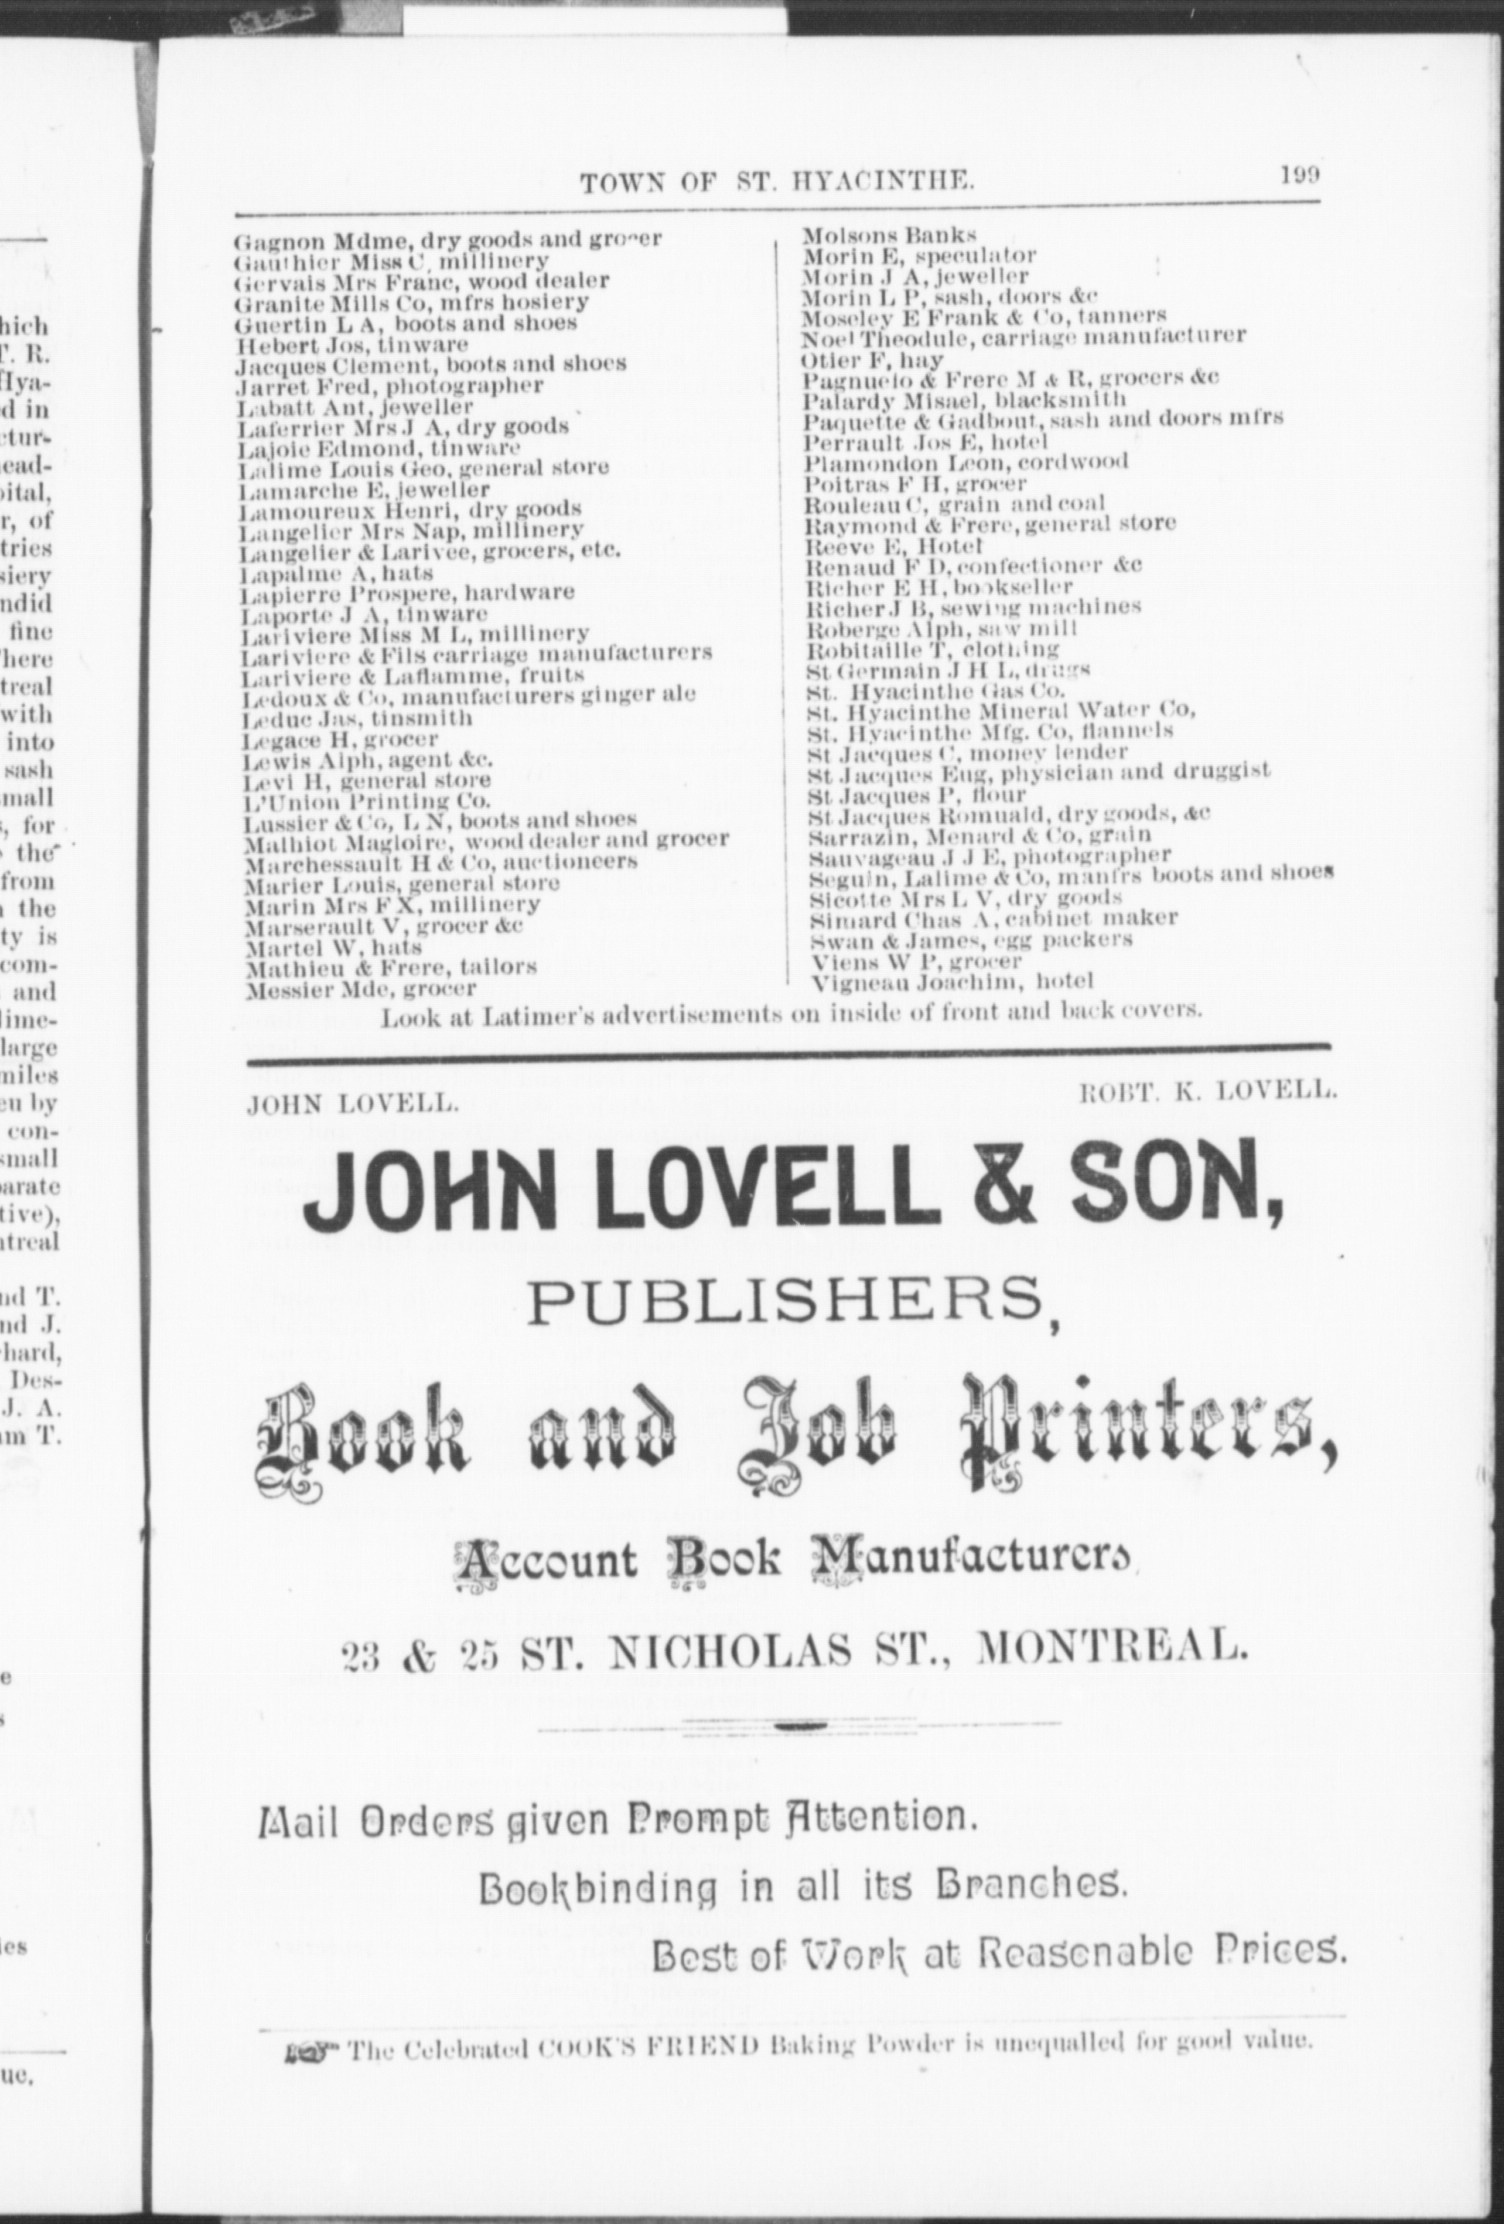 TOWN OF ST. HYACINTHE. 199
Gagnon Mdme, dry goods and grocer
Gauthier Miss C, millinery
Gervais Mrs Franc, wood dealer
Granite Mills Co, mfrs hosiery
Guertin L A, boots and shoes
Hebert Jos, tinware
Jacques Clement, boots and shoes
Jarret Fred, photographer
Labatt Ant, jeweller
Laferrier Mrs J A, dry goods
Lajoie Edmond, tinware
Lalime Louis Geo, general store
Lamarche E, jeweller
Lamoureux Henri, dry goods
Langelier Mrs Nap, millinery
Langelier & Larivee, grocers, etc.
Lapalme A, hats
Lapierre Prospere, hardware
Laporte J A, tinware
Lariviere Miss M L, millinery
Lariviere & Fils carriage manufacturers
Lariviere & Laflamme, fruits
Ledoux & Co, manufacturers ginger ale
Leduc Jas, tinsmith
Legace H, grocer
Lewis Alph, agent &c.
Levi H, general store
L'Union Printing Co.
Lussier & Co, L N, boots and shoes
Malhiot Magloire, wood dealer and grocer
Marchessault H & Co, auctioneers
Marier Louis, general store
Marin Mrs F X, millinery
Marserault V, grocer &c
Martel W, hats
Mathieu & Frere, tailors
Messier Mde, grocer
Molsons Banks
Morin E, speculator
Morin J A, jeweller
Morin L P, sash, doors &c
Moseley E Frank & Co, tanners
Noel Theodule, carriage manufacturer
Otier F, hay
Pagnuelo & Frere M & R, grocers &c
Palardy Misael, blacksmith
Paquette & Gadbout, sash and doors mfrs
Perrault Jos E, hotel
Plamondon Leon, cordwood
Poitras F H, grocer
Rouleau C, grain and coal
Raymond & Frere, general store
Reeve E, Hotel
Renaud F D, confectioner &c
Richer E H, bookseller
Richer J B, sewing machines
Roberge Alph, saw mill
Robitaille T, clothing
St Germain J H L, drugs
St. Hyacinthe Gas Co.
St. Hyacinthe Mineral Water Co,
St. Hyacinthe Mfg. Co, flannels
St Jacques C, money lender
St Jacques Eug, physician and druggist
St Jacques P, flour
St Jacques Romuald, dry goods, &c
Sarrazin, Menard & Co, grain
Sauvageau J J E, photographer
Seguin, Lalime & Co, manfrs boots and shoes
Sicotte Mrs L V, dry goods
Simard Chas A, cabinet maker
Swan & James, egg packers
Viens W P, grocer
Vigneau Joachim, hotel
Look at Latimer's advertisements on inside of front and back covers.
JOHN LOVELL. ROBT. K. LOVELL.
JOHN LOVELL & SON,
PUBLISHERS,
Book and Job Printers,
Account Book Manufacturers,
23 & 25 ST. NICHOLAS ST., MONTREAL.
Mail Orders given Prompt Attention.
Bookbinding in all its Branches.
Best of Work at Reasonable Prices.
The Celebrated COOK'S FRIEND Baking Powder is unequalled for good value.